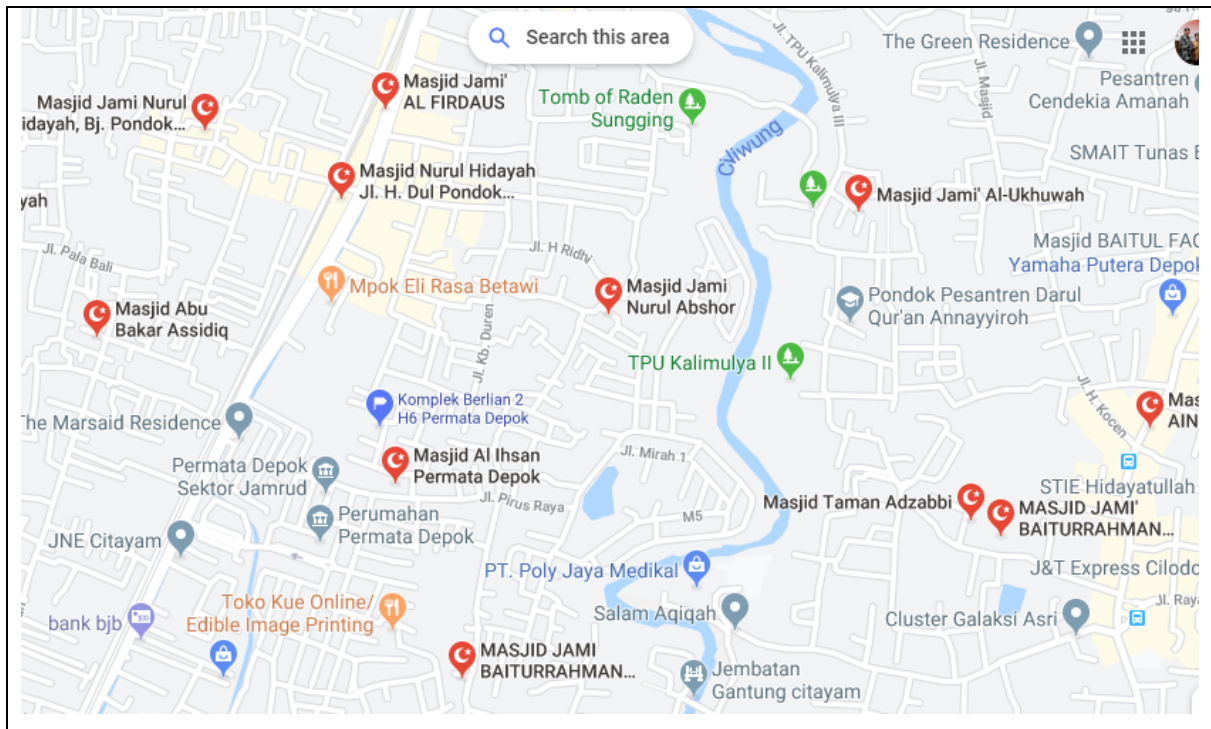 Search this area
The Green Residence
Jl. TPU Kalimulya III
Jl. Masjid
Pesantren
Cendekia Amanah
Masjid Jami'
AL FIRDAUS
Masjid Jami Nurul
idayah, Bj. Pondok...
Tomb of Raden
Sungging
Ciliwung
SMAIT Tunas
Masjid Nurul Hidayah
Jl. H. Dul Pondok...
yah
Masjid Jami' Al-Ukhuwah
Jl. Pala Bali
Jl. H Ridhi
Masjid BAITUL FAQ
Yamaha Putera Depok
Mpok Eli Rasa Betawi
Masjid Jami
Nurul Abshor
Pondok Pesantren Darul
Qur'an Annayyiroh
Masjid Abu
Bakar Assidiq
Jl. Kb. Duren
TPU Kalimulya II
Jl. H. Kocen
Komplek Berlian 2
H6 Permata Depok
Mas
AIN
The Marsaid Residence
Masjid Al Ihsan
Permata Depok
Jl. Mirah 1
Permata Depok
Sektor Jamrud
Jl. Pirus Raya
STIE Hidayatullah
Masjid Taman Adzabbi
MASJID JAMI'
BAITURRAHMAN...
M5
Perumahan
Permata Depok
JNE Citayam
PT. Poly Jaya Medikal
J&T Express Cilodo
Jl. Raya
Toko Kue Online/
Edible Image Printing
bank bjb
Salam Aqiqah
Cluster Galaksi Asri
MASJID JAMI
BAITURRAHMAN...
Jembatan
Gantung citayam